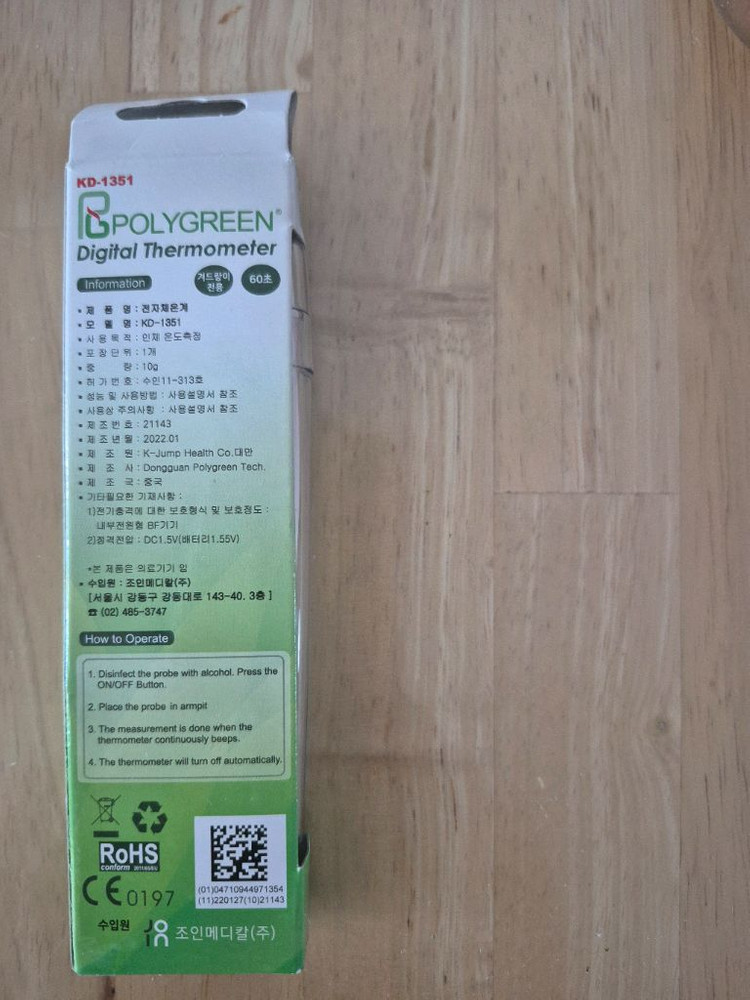 KD-1351
POLYGREEN®
Digital Thermometer
Information
겨드랑이
전용
60초
• 제 품 명 : 전자체온계
• 모 델 명 : KD-1351
• 사 용 목 적 : 인체 온도측정
• 포 장 단 위 : 1개
• 중 량 : 10g
• 허 가 번 호 : 수인11-313호
• 성능 및 사용방법 : 사용설명서 참조
• 사용상 주의사항 : 사용설명서 참조
• 제 조 번 호 : 21143
• 제 조 년 월 : 2022.01
• 제 조 원 : K-Jump Health Co.대만
• 제 조 사 : Dongguan Polygreen Tech.
• 제 조 국 : 중국
• 기타필요한 기재사항 :
1)전기충격에 대한 보호형식 및 보호정도 :
내부전원형 BF기기
2)정격전압 : DC1.5V(배터리1.55V)
*본 제품은 의료기기 임
• 수입원 : 조인메디칼(주)
[서울시 강동구 강동대로 143-40. 3층 ]
☎ (02) 485-3747
How to Operate
1. Disinfect the probe with alcohol. Press the
ON/OFF Button.
2. Place the probe in armpit
3. The measurement is done when the
thermometer continuously beeps.
4. The thermometer will turn off automatically.
RoHS
conform
(01)04710944971354
(11)220127(10)21143
CE 0197
수입원
조인메디칼(주)